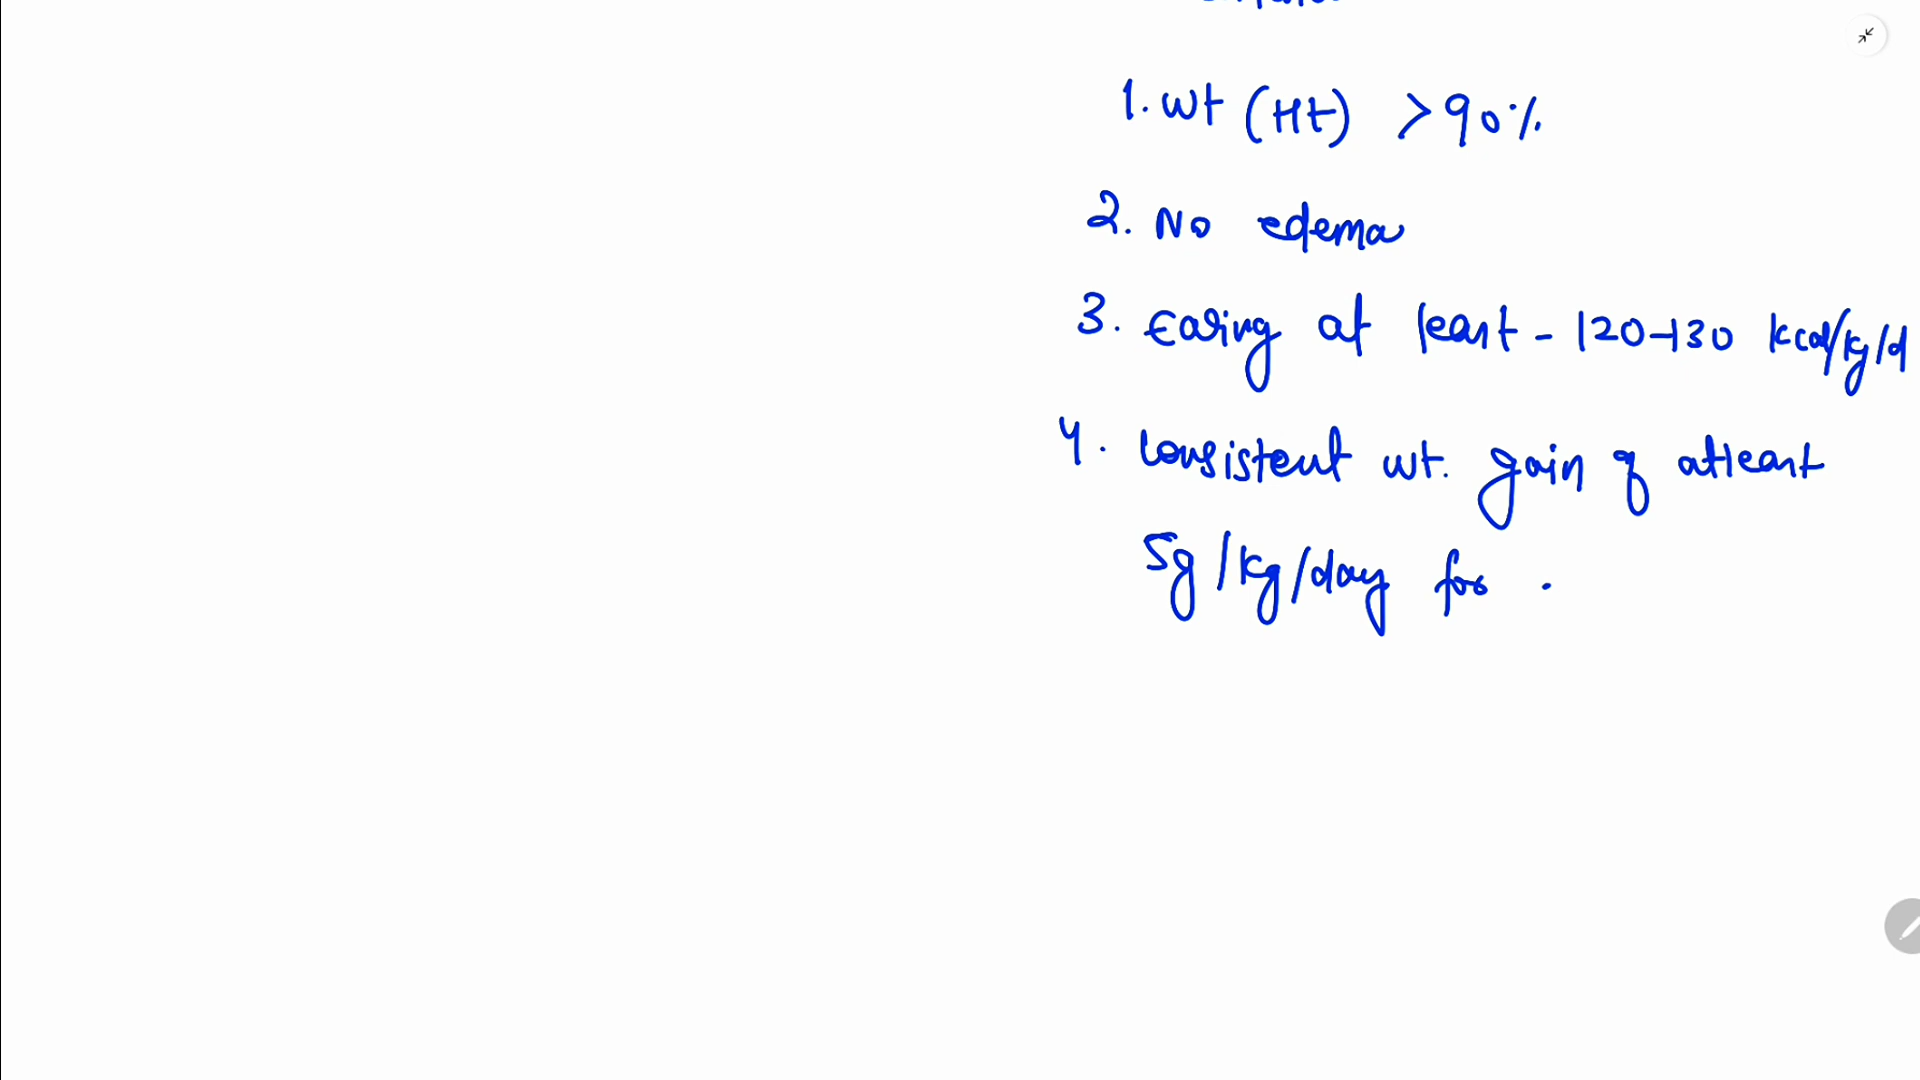 1. Wt (Ht) > 90%
2. No edema
3. Eating at least - 120-130 kcal/kg/d
4. Consistent wt. gain of atleast
5g/kg/day for .